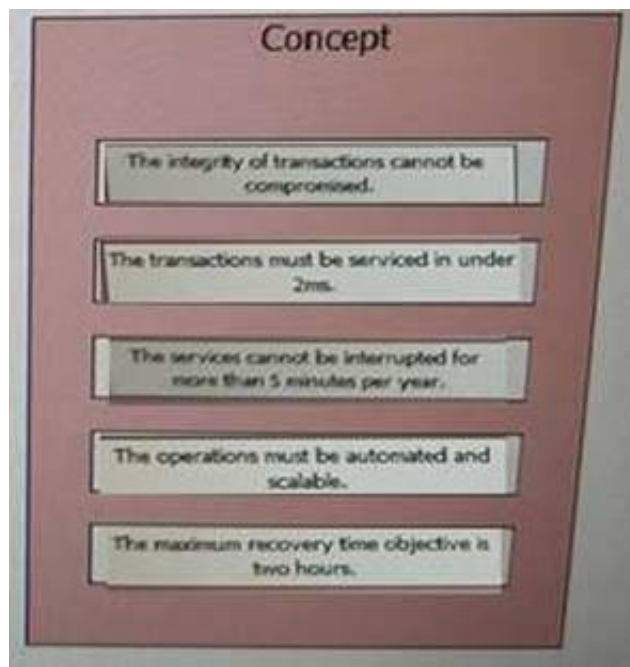 Concept
The integrity of transactions cannot be
compromised.
The transactions must be serviced in under
2ms.
The services cannot be interrupted for
more than 5 minutes per year.
The operations must be automated and
scalable.
The maximum recovery time objective is
two hours.